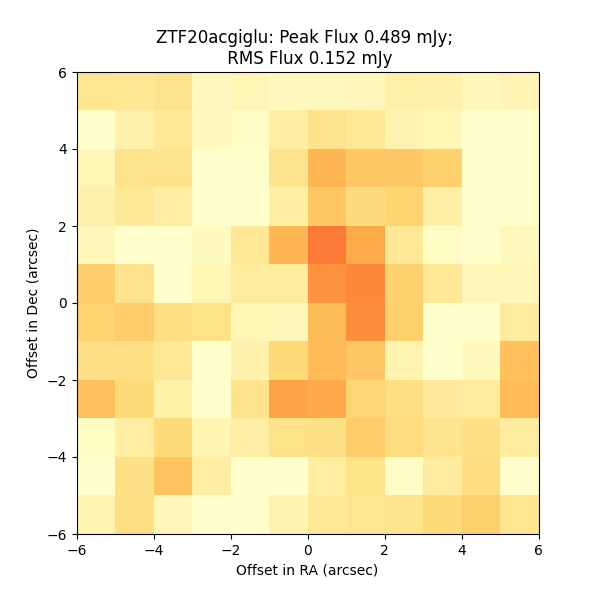 ZTF20acgiglu: Peak Flux 0.489 mJy;
RMS Flux 0.152 mJy
6
4
2
0
−2
−4
−6
Offset in Dec (arcsec)
−6 −4 −2 0 2 4 6
Offset in RA (arcsec)